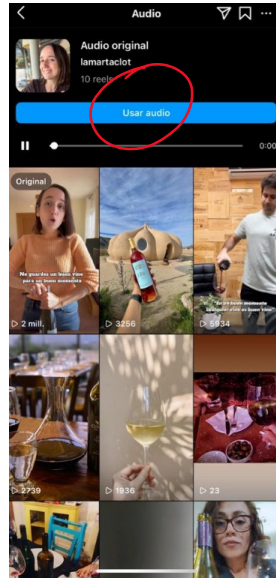 Audio
Audio original
lamartaclot
10 reels
Usar audio
0:00
Original
No guardes un buen vino
para un buen momento
2 mill.
3256
5934
2739
1936
23